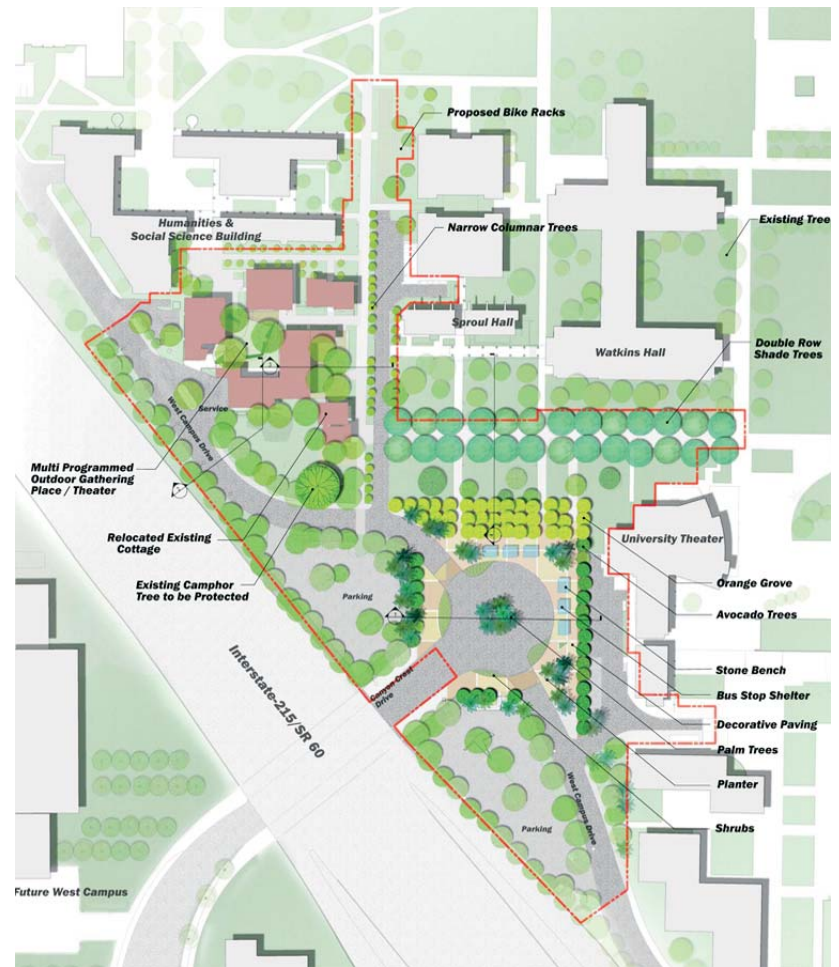 Proposed Bike Racks
Humanities &
Social Science Building
Narrow Columnar Trees
Existing Tree
Sproul Hall
Watkins Hall
Double Row
Shade Trees
West Campus Drive
Service
Multi Programmed
Outdoor Gathering
Place / Theater
Relocated Existing
Cottage
University Theater
Existing Camphor
Tree to be Protected
Orange Grove
Parking
Avocado Trees
Stone Bench
Canyon Crest
Drive
Bus Stop Shelter
Interstate-215/SR 60
Decorative Paving
Palm Trees
West Campus Drive
Planter
Parking
Shrubs
Future West Campus